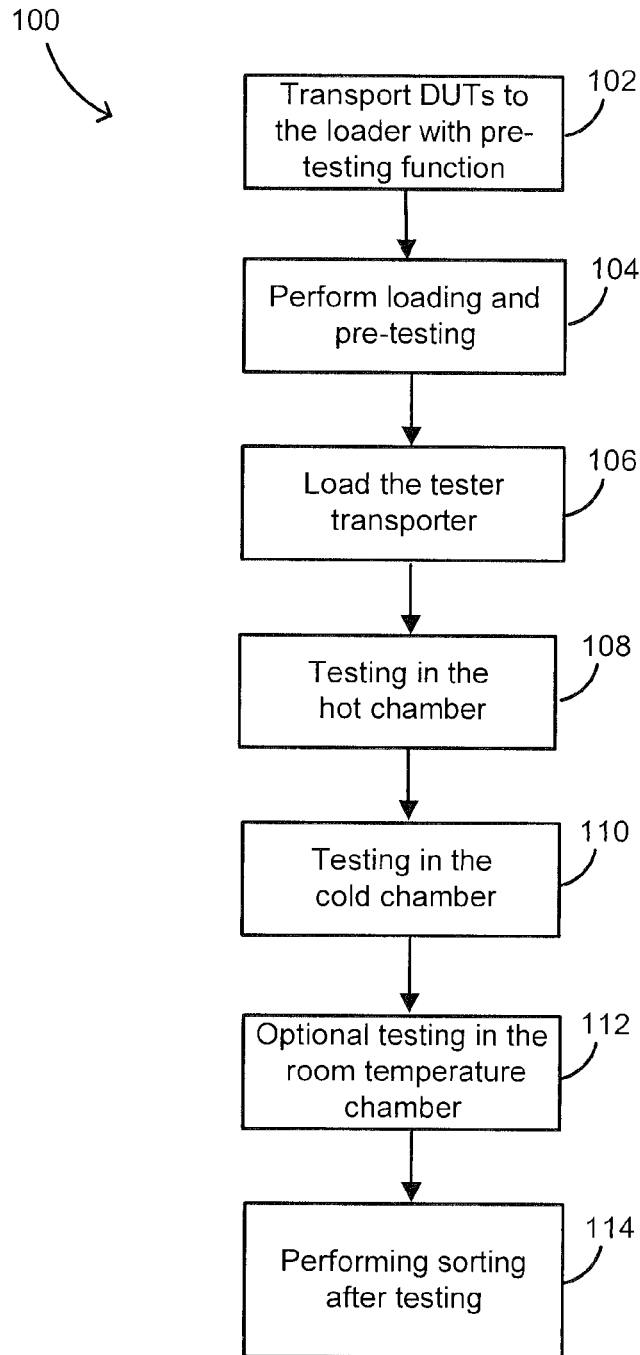 100
Transport DUTs to
the loader with pre-
testing function
102
Perform loading and
pre-testing
104
Load the tester
transporter
106
Testing in the
hot chamber
108
Testing in the
cold chamber
110
Optional testing in the
room temperature
chamber
112
Performing sorting
after testing
114